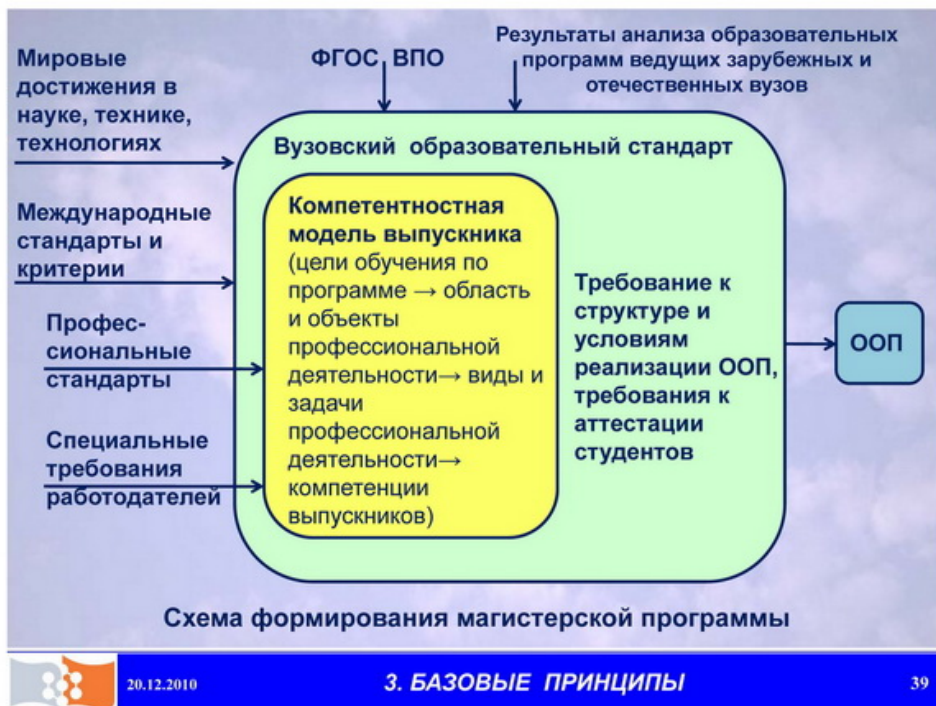 Мировые
достижения в
науке, технике,
технологиях
ФГОС ВПО
Результаты анализа образовательных
программ ведущих зарубежных и
отечественных вузов
Международные
стандарты и
критерии
Профес-
сиональные
стандарты
Специальные
требования
работодателей
Вузовский образовательный стандарт
Компетентностная
модель выпускника
(цели обучения по
программе → область
и объекты
профессиональной
деятельности→ виды и
задачи
профессиональной
деятельности→
компетенции
выпускников)
Требование к
структуре и
условиям
реализации ООП,
требования к
аттестации
студентов
ООП
Схема формирования магистерской программы
20.12.2010
3. БАЗОВЫЕ ПРИНЦИПЫ
39